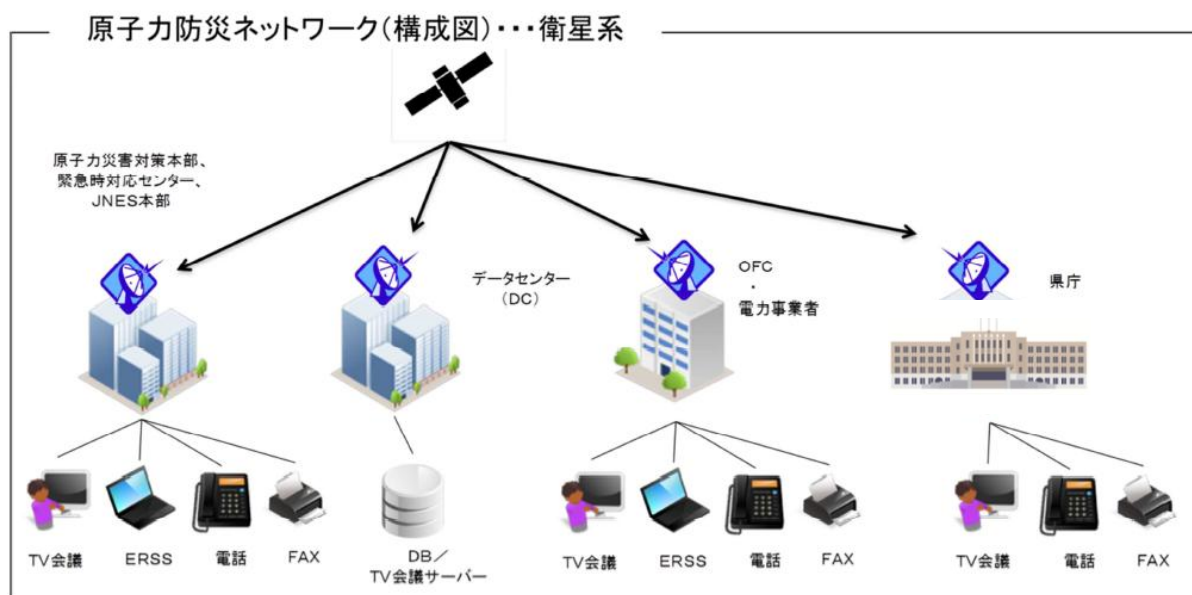 原子力防災ネットワーク(構成図)・・・衛星系
原子力災害対策本部、
緊急時対応センター、
JNES本部
データセンター
(DC)
OFC
・
電力事業者
県庁
TV会議
ERSS
電話
FAX
DB/
TV会議サーバー
TV会議
ERSS
電話
FAX
TV会議
電話
FAX